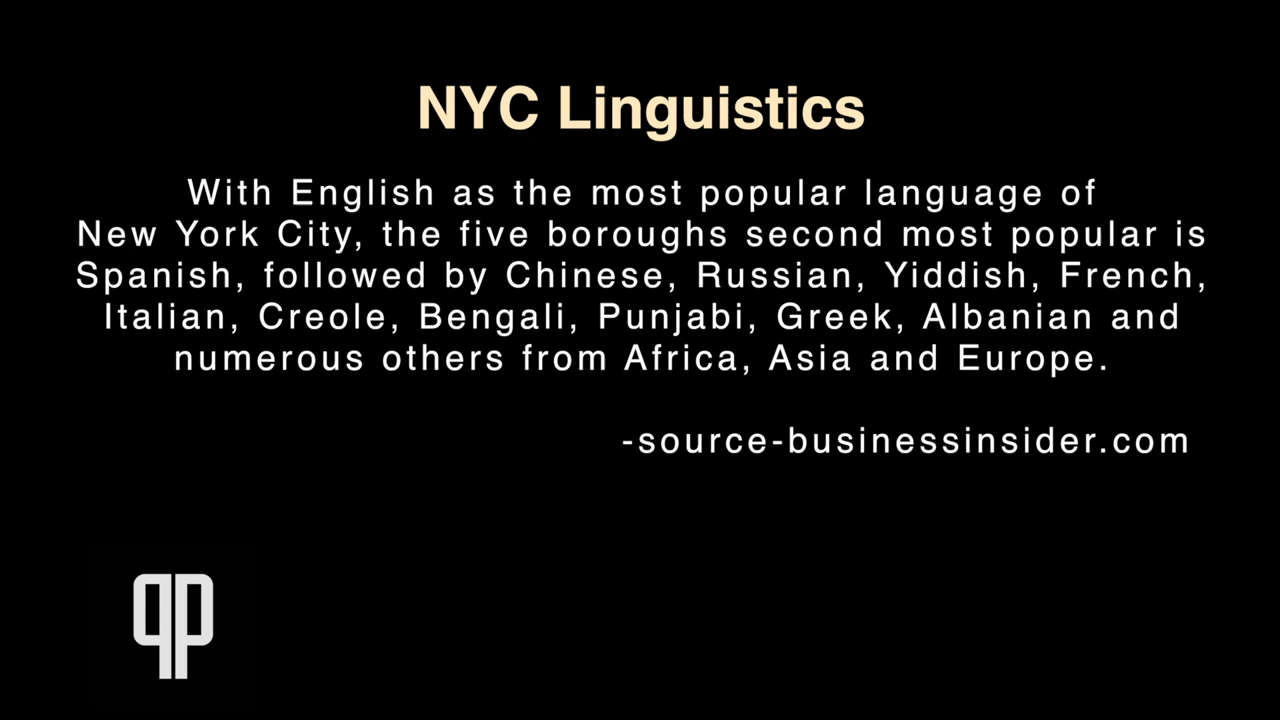 NYC Linguistics
With English as the most popular language of
New York City, the five boroughs second most popular is
Spanish, followed by Chinese, Russian, Yiddish, French,
Italian, Creole, Bengali, Punjabi, Greek, Albanian and
numerous others from Africa, Asia and Europe.
-source-businessinsider.com